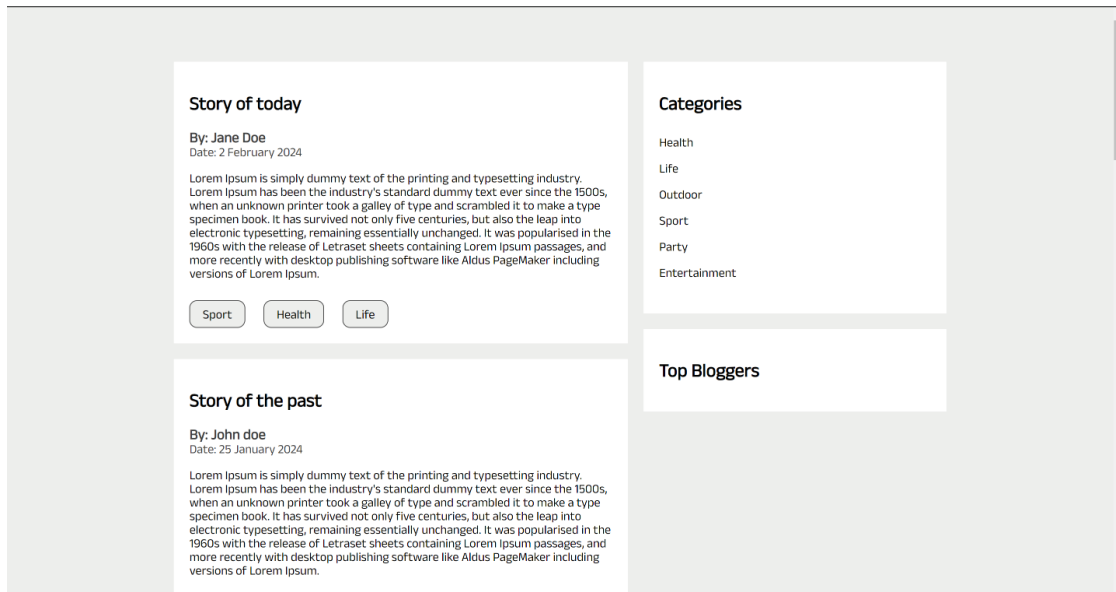 Story of today
By: Jane Doe
Date: 2 February 2024
Lorem Ipsum is simply dummy text of the printing and typesetting industry.
Lorem Ipsum has been the industry's standard dummy text ever since the 1500s,
when an unknown printer took a galley of type and scrambled it to make a type
specimen book. It has survived not only five centuries, but also the leap into
electronic typesetting, remaining essentially unchanged. It was popularised in the
1960s with the release of Letraset sheets containing Lorem Ipsum passages, and
more recently with desktop publishing software like Aldus PageMaker including
versions of Lorem Ipsum.
Sport Health Life
Story of the past
By: John doe
Date: 25 January 2024
Lorem Ipsum is simply dummy text of the printing and typesetting industry.
Lorem Ipsum has been the industry's standard dummy text ever since the 1500s,
when an unknown printer took a galley of type and scrambled it to make a type
specimen book. It has survived not only five centuries, but also the leap into
electronic typesetting, remaining essentially unchanged. It was popularised in the
1960s with the release of Letraset sheets containing Lorem Ipsum passages, and
more recently with desktop publishing software like Aldus PageMaker including
versions of Lorem Ipsum.
Categories
Health
Life
Outdoor
Sport
Party
Entertainment
Top Bloggers